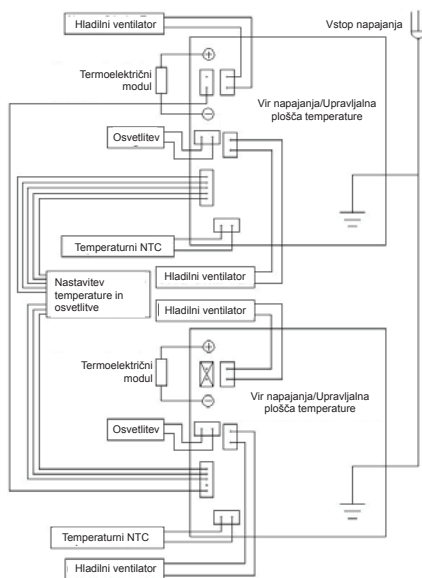 Hladilni ventilator
Vstop napajanja
Termoelektrični
modul
Vir napajanja/Upravljalna
plošča temperature
Osvetlitev
Temperaturni NTC
Hladilni ventilator
Nastavitev
temperature in
osvetlitve
Hladilni ventilator
Termoelektrični
modul
Vir napajanja/Upravljalna
plošča temperature
Osvetlitev
Temperaturni NTC
Hladilni ventilator